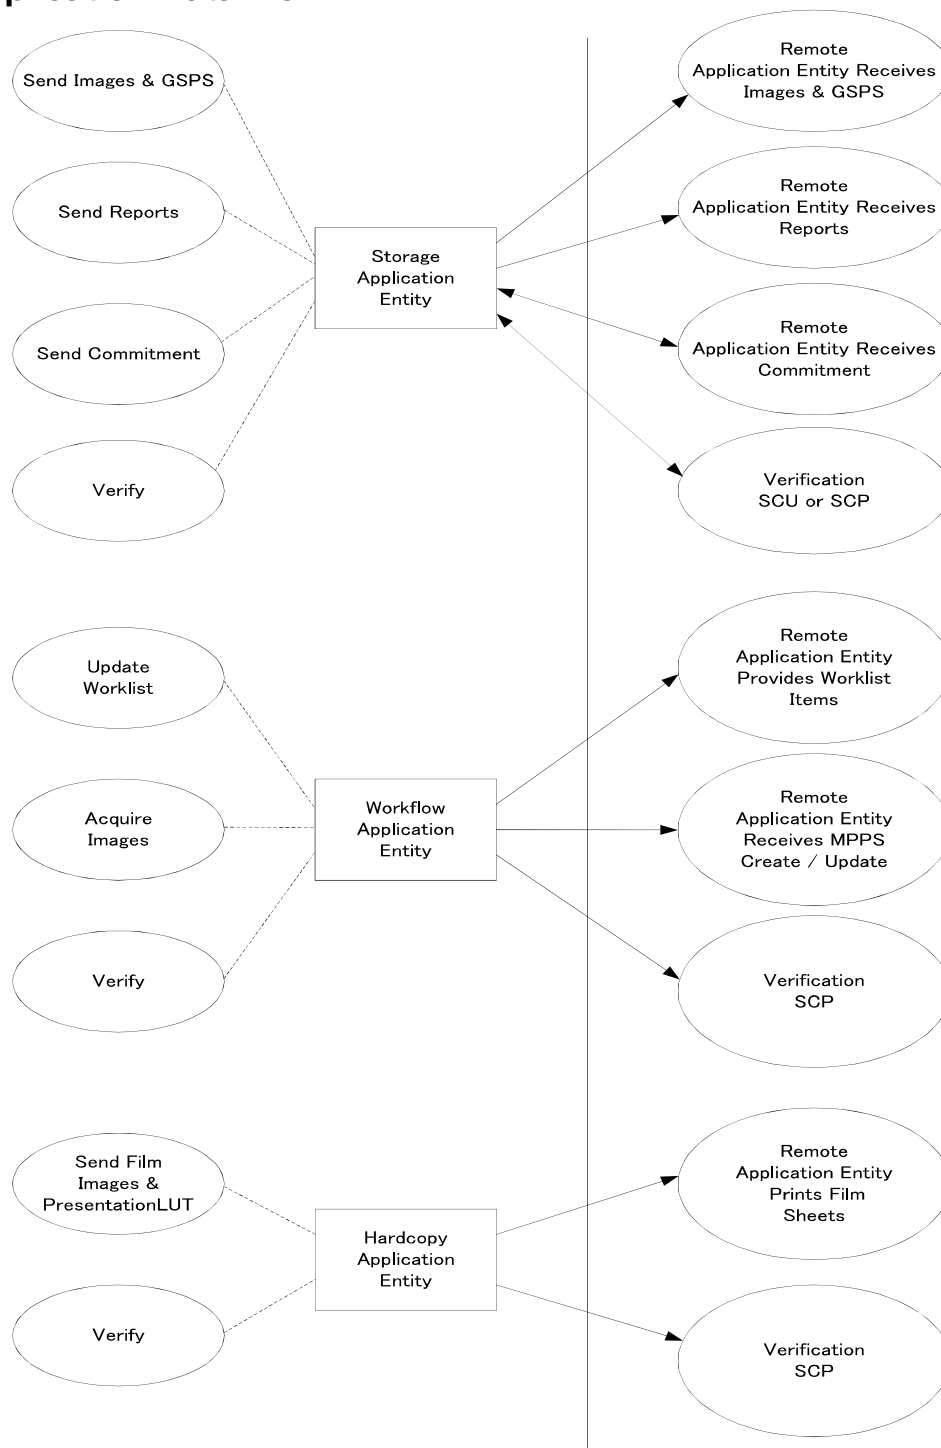 Send Images & GSPS
Remote
Application Entity Receives
Images & GSPS
Send Reports
Remote
Application Entity Receives
Reports
Storage
Application
Entity
Send Commitment
Remote
Application Entity Receives
Commitment
Verify
Verification
SCU or SCP
Update
Worklist
Remote
Application Entity
Provides Worklist
Items
Acquire
Images
Workflow
Application
Entity
Remote
Application Entity
Receives MPPS
Create / Update
Verify
Verification
SCP
Send Film
Images &
PresentationLUT
Remote
Application Entity
Prints Film
Sheets
Hardcopy
Application
Entity
Verify
Verification
SCP